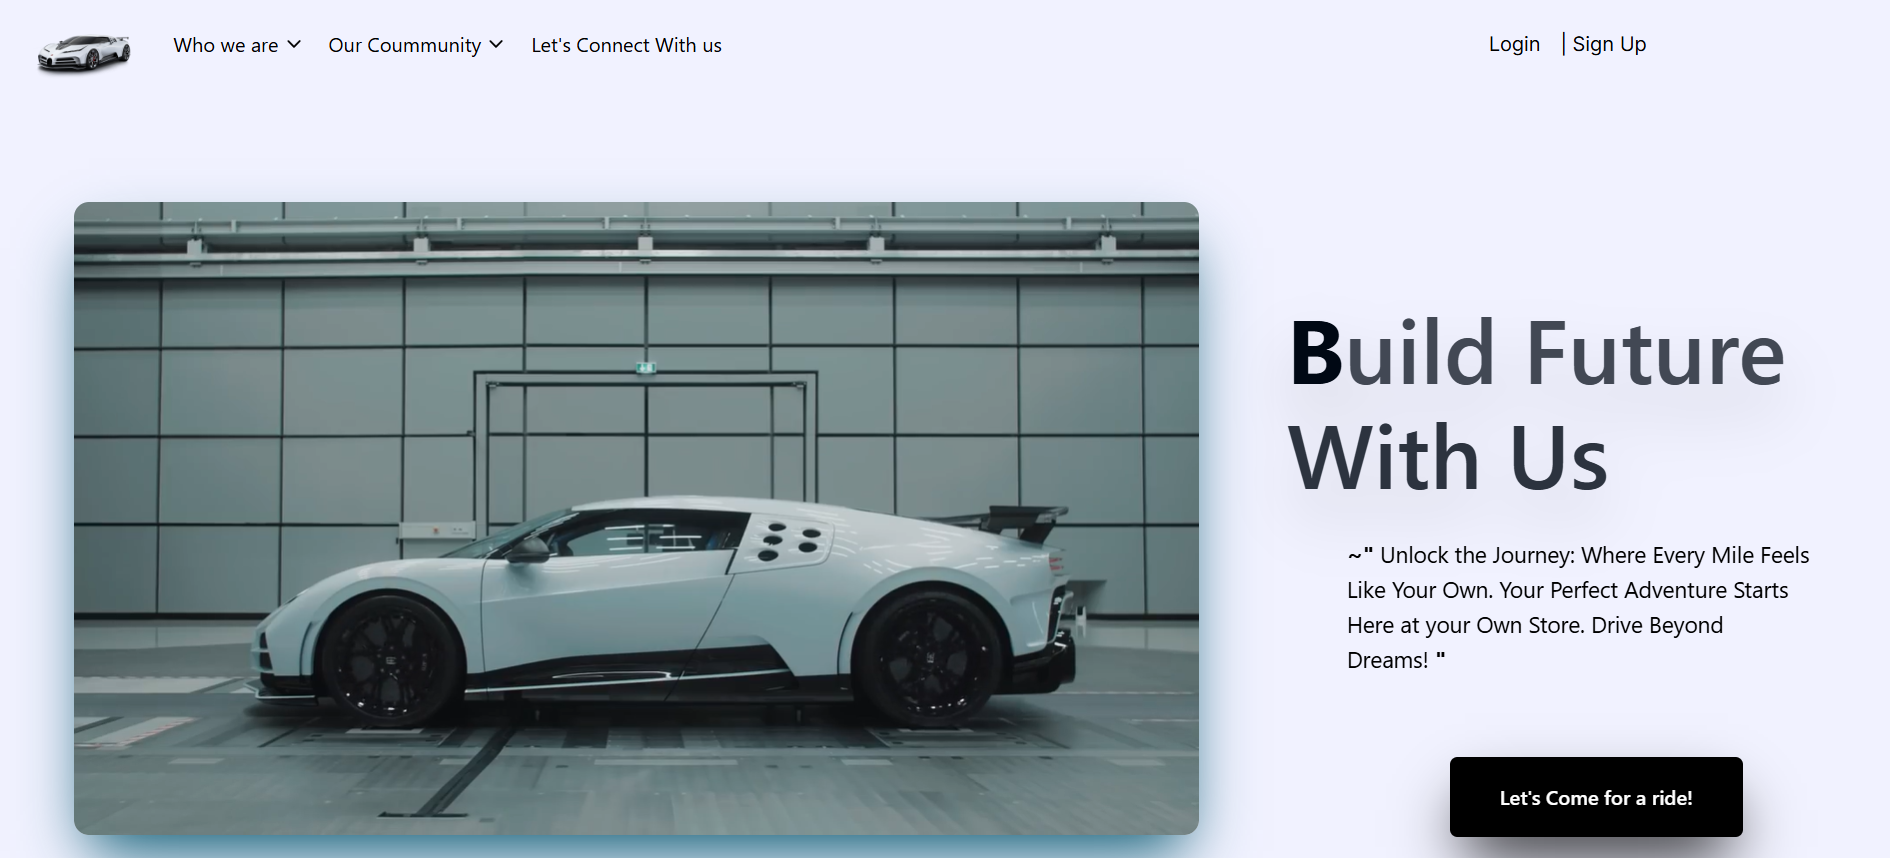 Who we are
Our Coummunity
Let's Connect With us
Login | Sign Up
Build Future
With Us
~" Unlock the Journey: Where Every Mile Feels
Like Your Own. Your Perfect Adventure Starts
Here at your Own Store. Drive Beyond
Dreams! "
Let's Come for a ride!